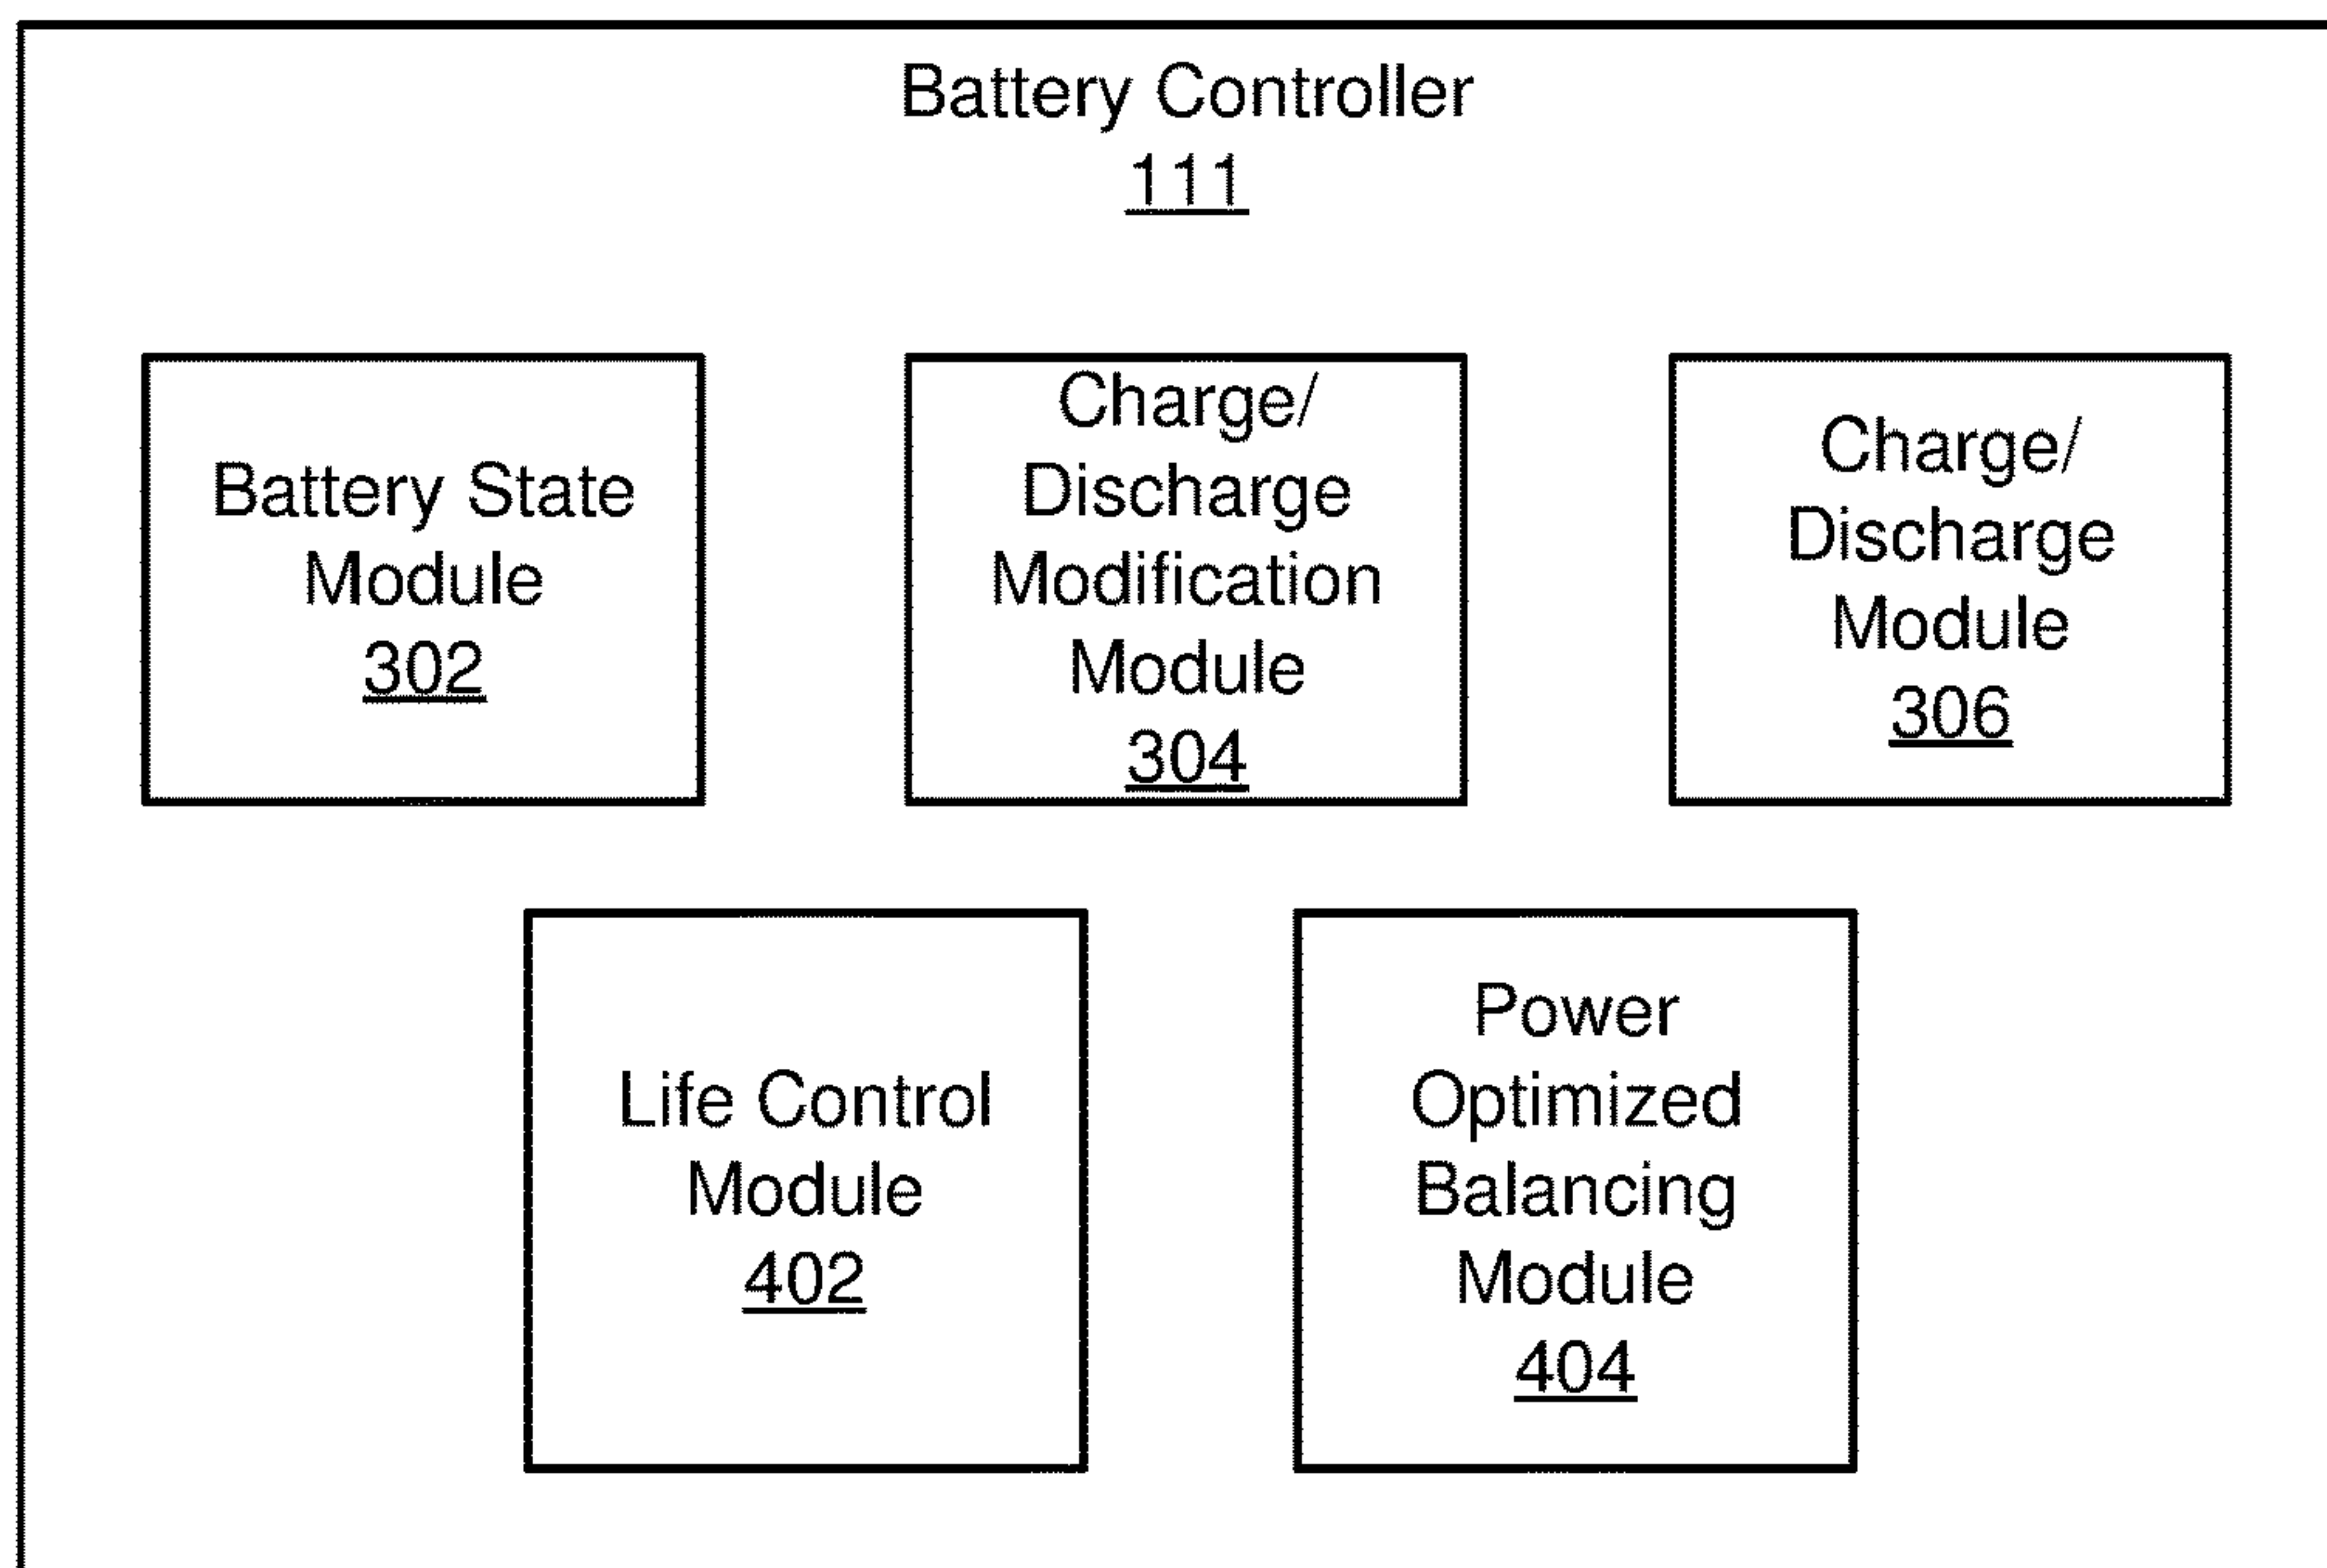 Battery Controller
111
Battery State
Module
302
Charge/
Discharge
Modification
Module
304
Charge/
Discharge
Module
306
Life Control
Module
402
Power
Optimized
Balancing
Module
404